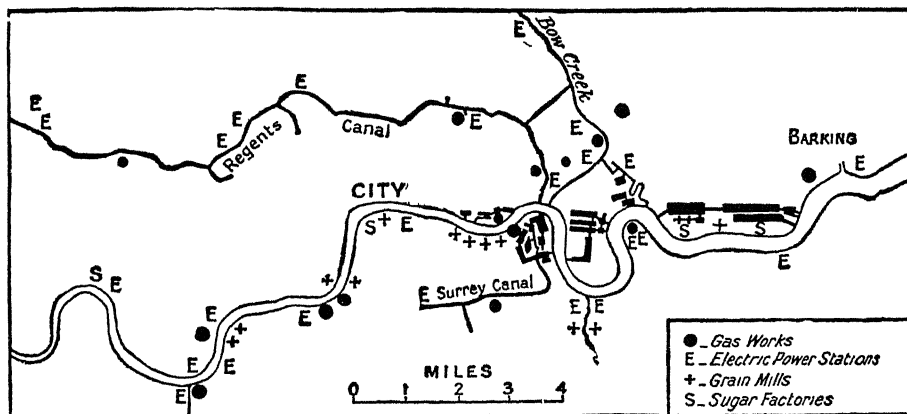 Bow Creek
BARKING
Regents Canal
CITY
Surrey Canal
MILES
0 1 2 3 4
● – Gas Works
E – Electric Power Stations
+ – Grain Mills
S – Sugar Factories
E
E
E
E
E
E
E
E
E
E
E
E
E
E
S
E
S
S
E E
E
S
E
E
E
E
E
E E
E
E